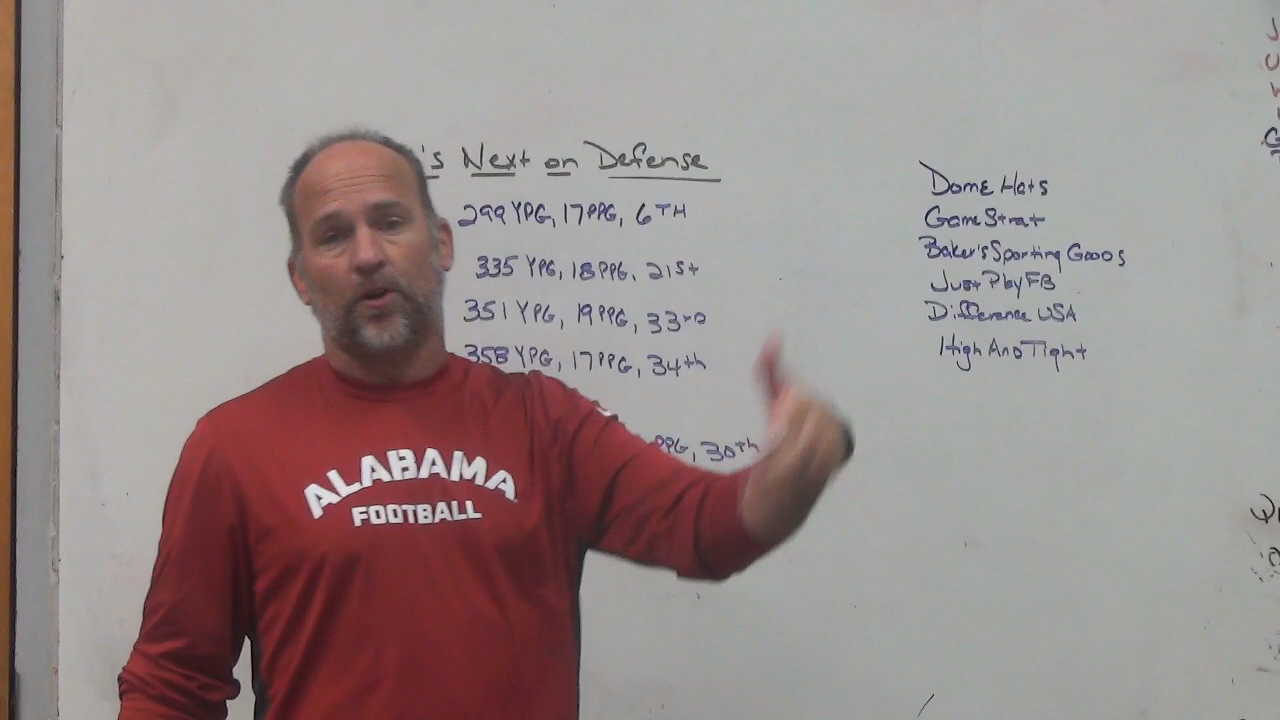 's Next on Defense
299 YPG, 17 PPG, 6TH
335 YPG, 18 PPG, 21St
351 YPG, 19 PPG, 33RD
358 YPG, 17 PPG, 34th
PPG, 30th
Dome Hats
Game Strat
Baker's Sporting Goods
Just Play FB
Difference USA
High And Tight
ALABAMA
FOOTBALL